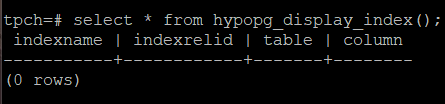 tpch=# select * from hypopg_display_index();
 indexname | indexrelid | table | column
-----------+------------+-------+--------
(0 rows)